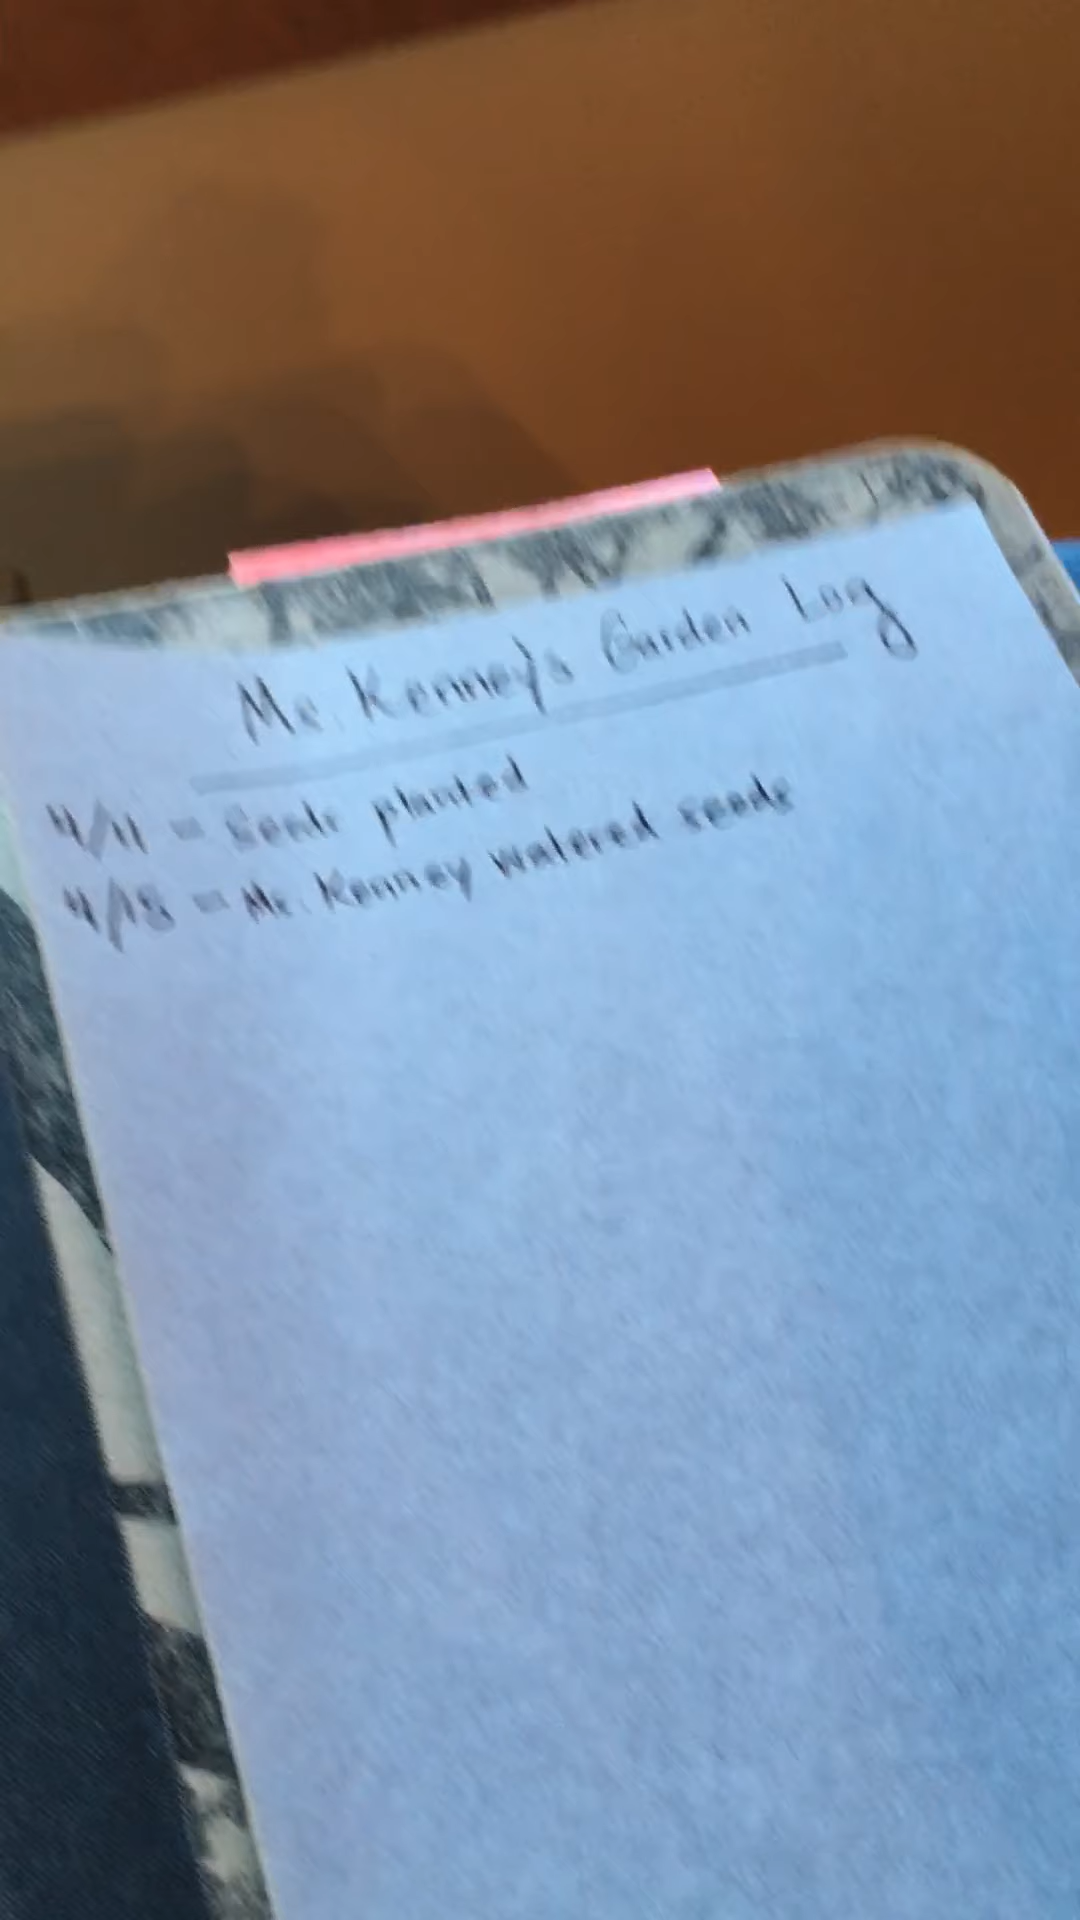 Mr. Kenney's Garden Log
4/11 = Seeds planted
4/18 = Mr. Kenney watered seeds